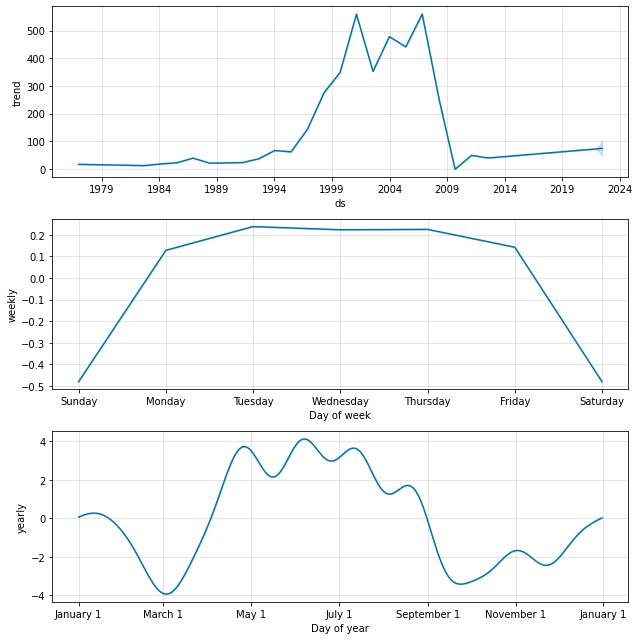 500
400
300
200
100
0
trend
1979 1984 1989 1994 1999 2004 2009 2014 2019 2024
ds
0.2
0.1
0.0
−0.1
−0.2
−0.3
−0.4
−0.5
weekly
Sunday Monday Tuesday Wednesday Thursday Friday Saturday
Day of week
4
2
0
−2
−4
yearly
January 1 March 1 May 1 July 1 September 1 November 1 January 1
Day of year